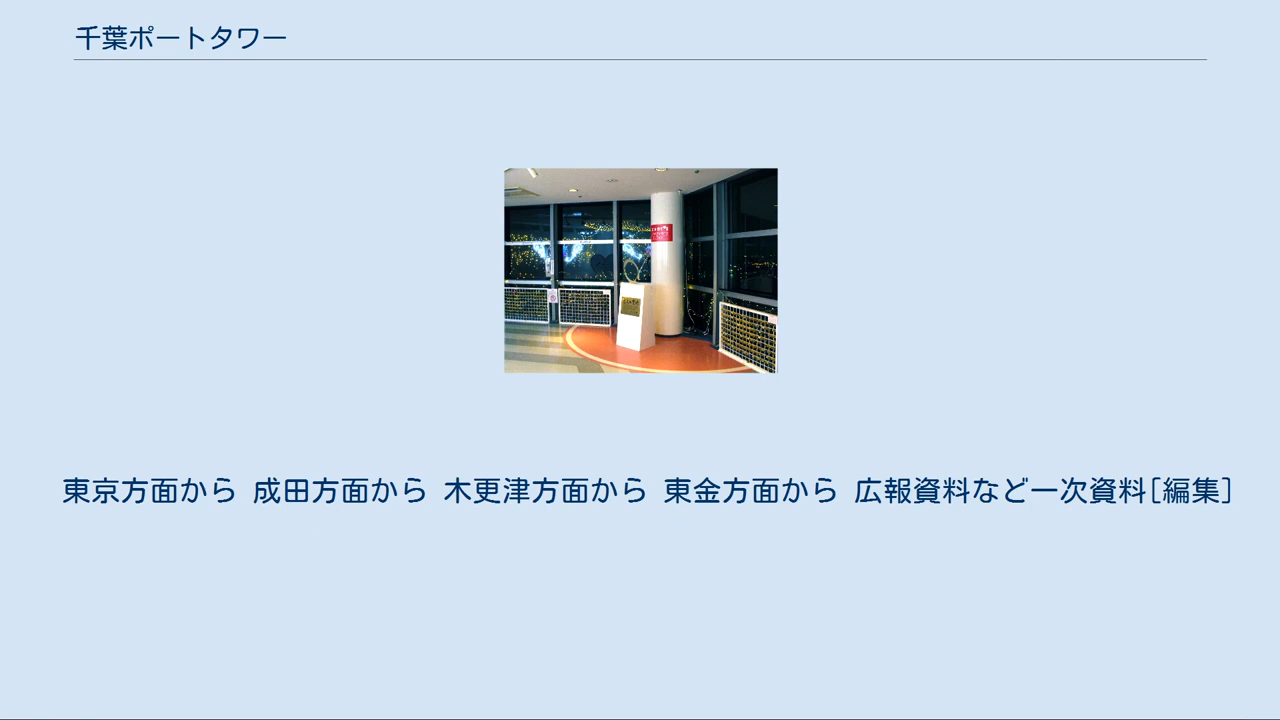 千葉ポートタワー
東京方面から 成田方面から 木更津方面から 東金方面から 広報資料など一次資料[編集]